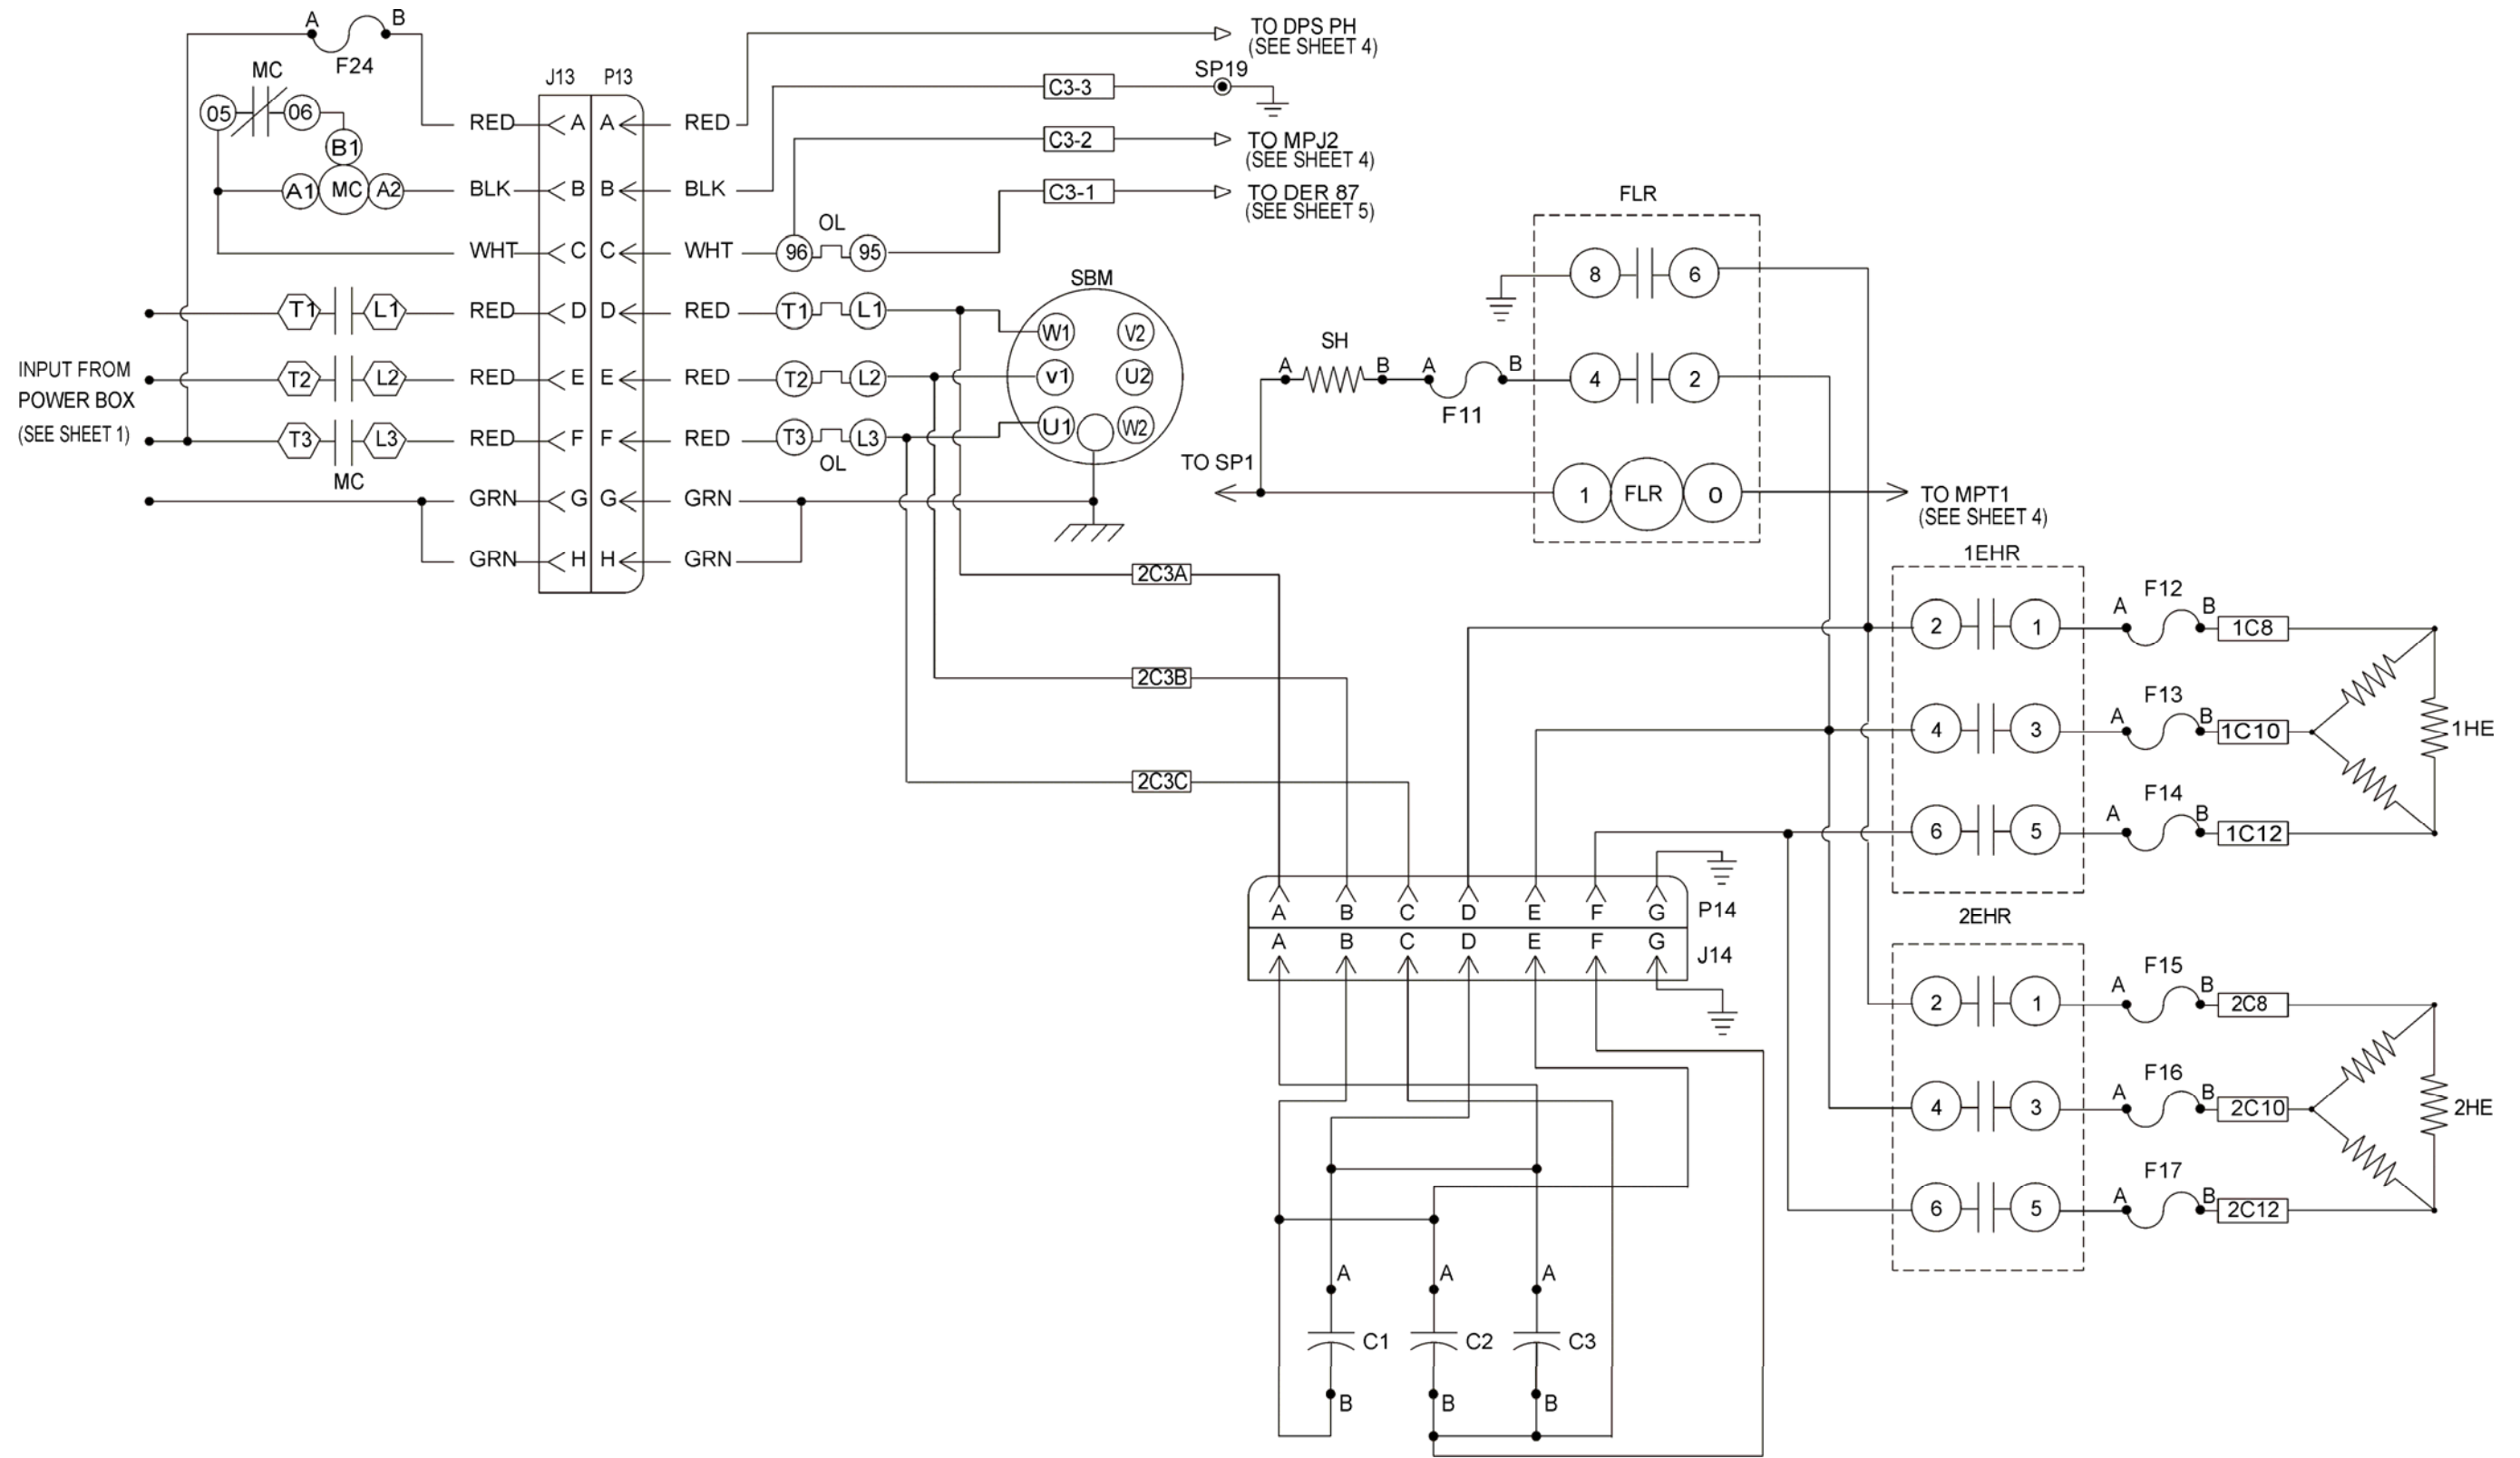 A B
F24
TO DPS PH
(SEE SHEET 4)
MC
05 06
B1
A1 MC A2
J13 P13
C3-3
SP19
C3-2
TO MPJ2
(SEE SHEET 4)
C3-1
TO DER 87
(SEE SHEET 5)
RED A A RED
BLK B B BLK
WHT C C WHT
OL
96 95
T1 L1 RED D D RED T1 L1
T2 L2 RED E E RED T2 L2
T3 L3 RED F F RED T3 L3
MC
OL
GRN G G GRN
GRN H H GRN
INPUT FROM
POWER BOX
(SEE SHEET 1)
SBM
W1 V2
v1 U2
U1 W2
FLR
8 6
SH
A B A B
F11
4 2
TO SP1
1 FLR 0
TO MPT1
(SEE SHEET 4)
2C3A
2C3B
2C3C
1EHR
2 1 A F12 B 1C8
4 3 A F13 B 1C10
1HE
6 5 A F14 B 1C12
A B C D E F G P14
A B C D E F G J14
2EHR
2 1 A F15 B 2C8
4 3 A F16 B 2C10
2HE
6 5 A F17 B 2C12
A A A
C1 C2 C3
B B B